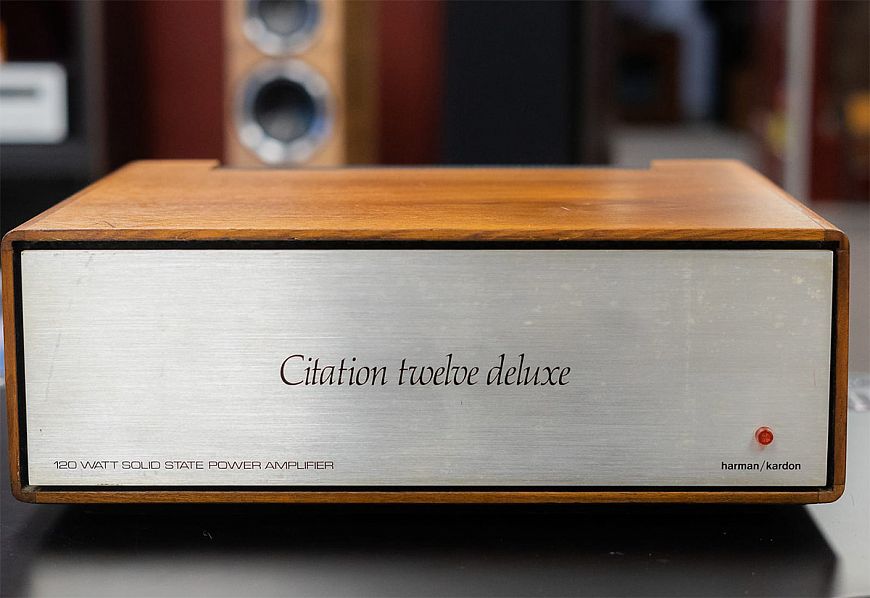 Citation twelve deluxe
120 WATT SOLID STATE POWER AMPLIFIER
harman/kardon